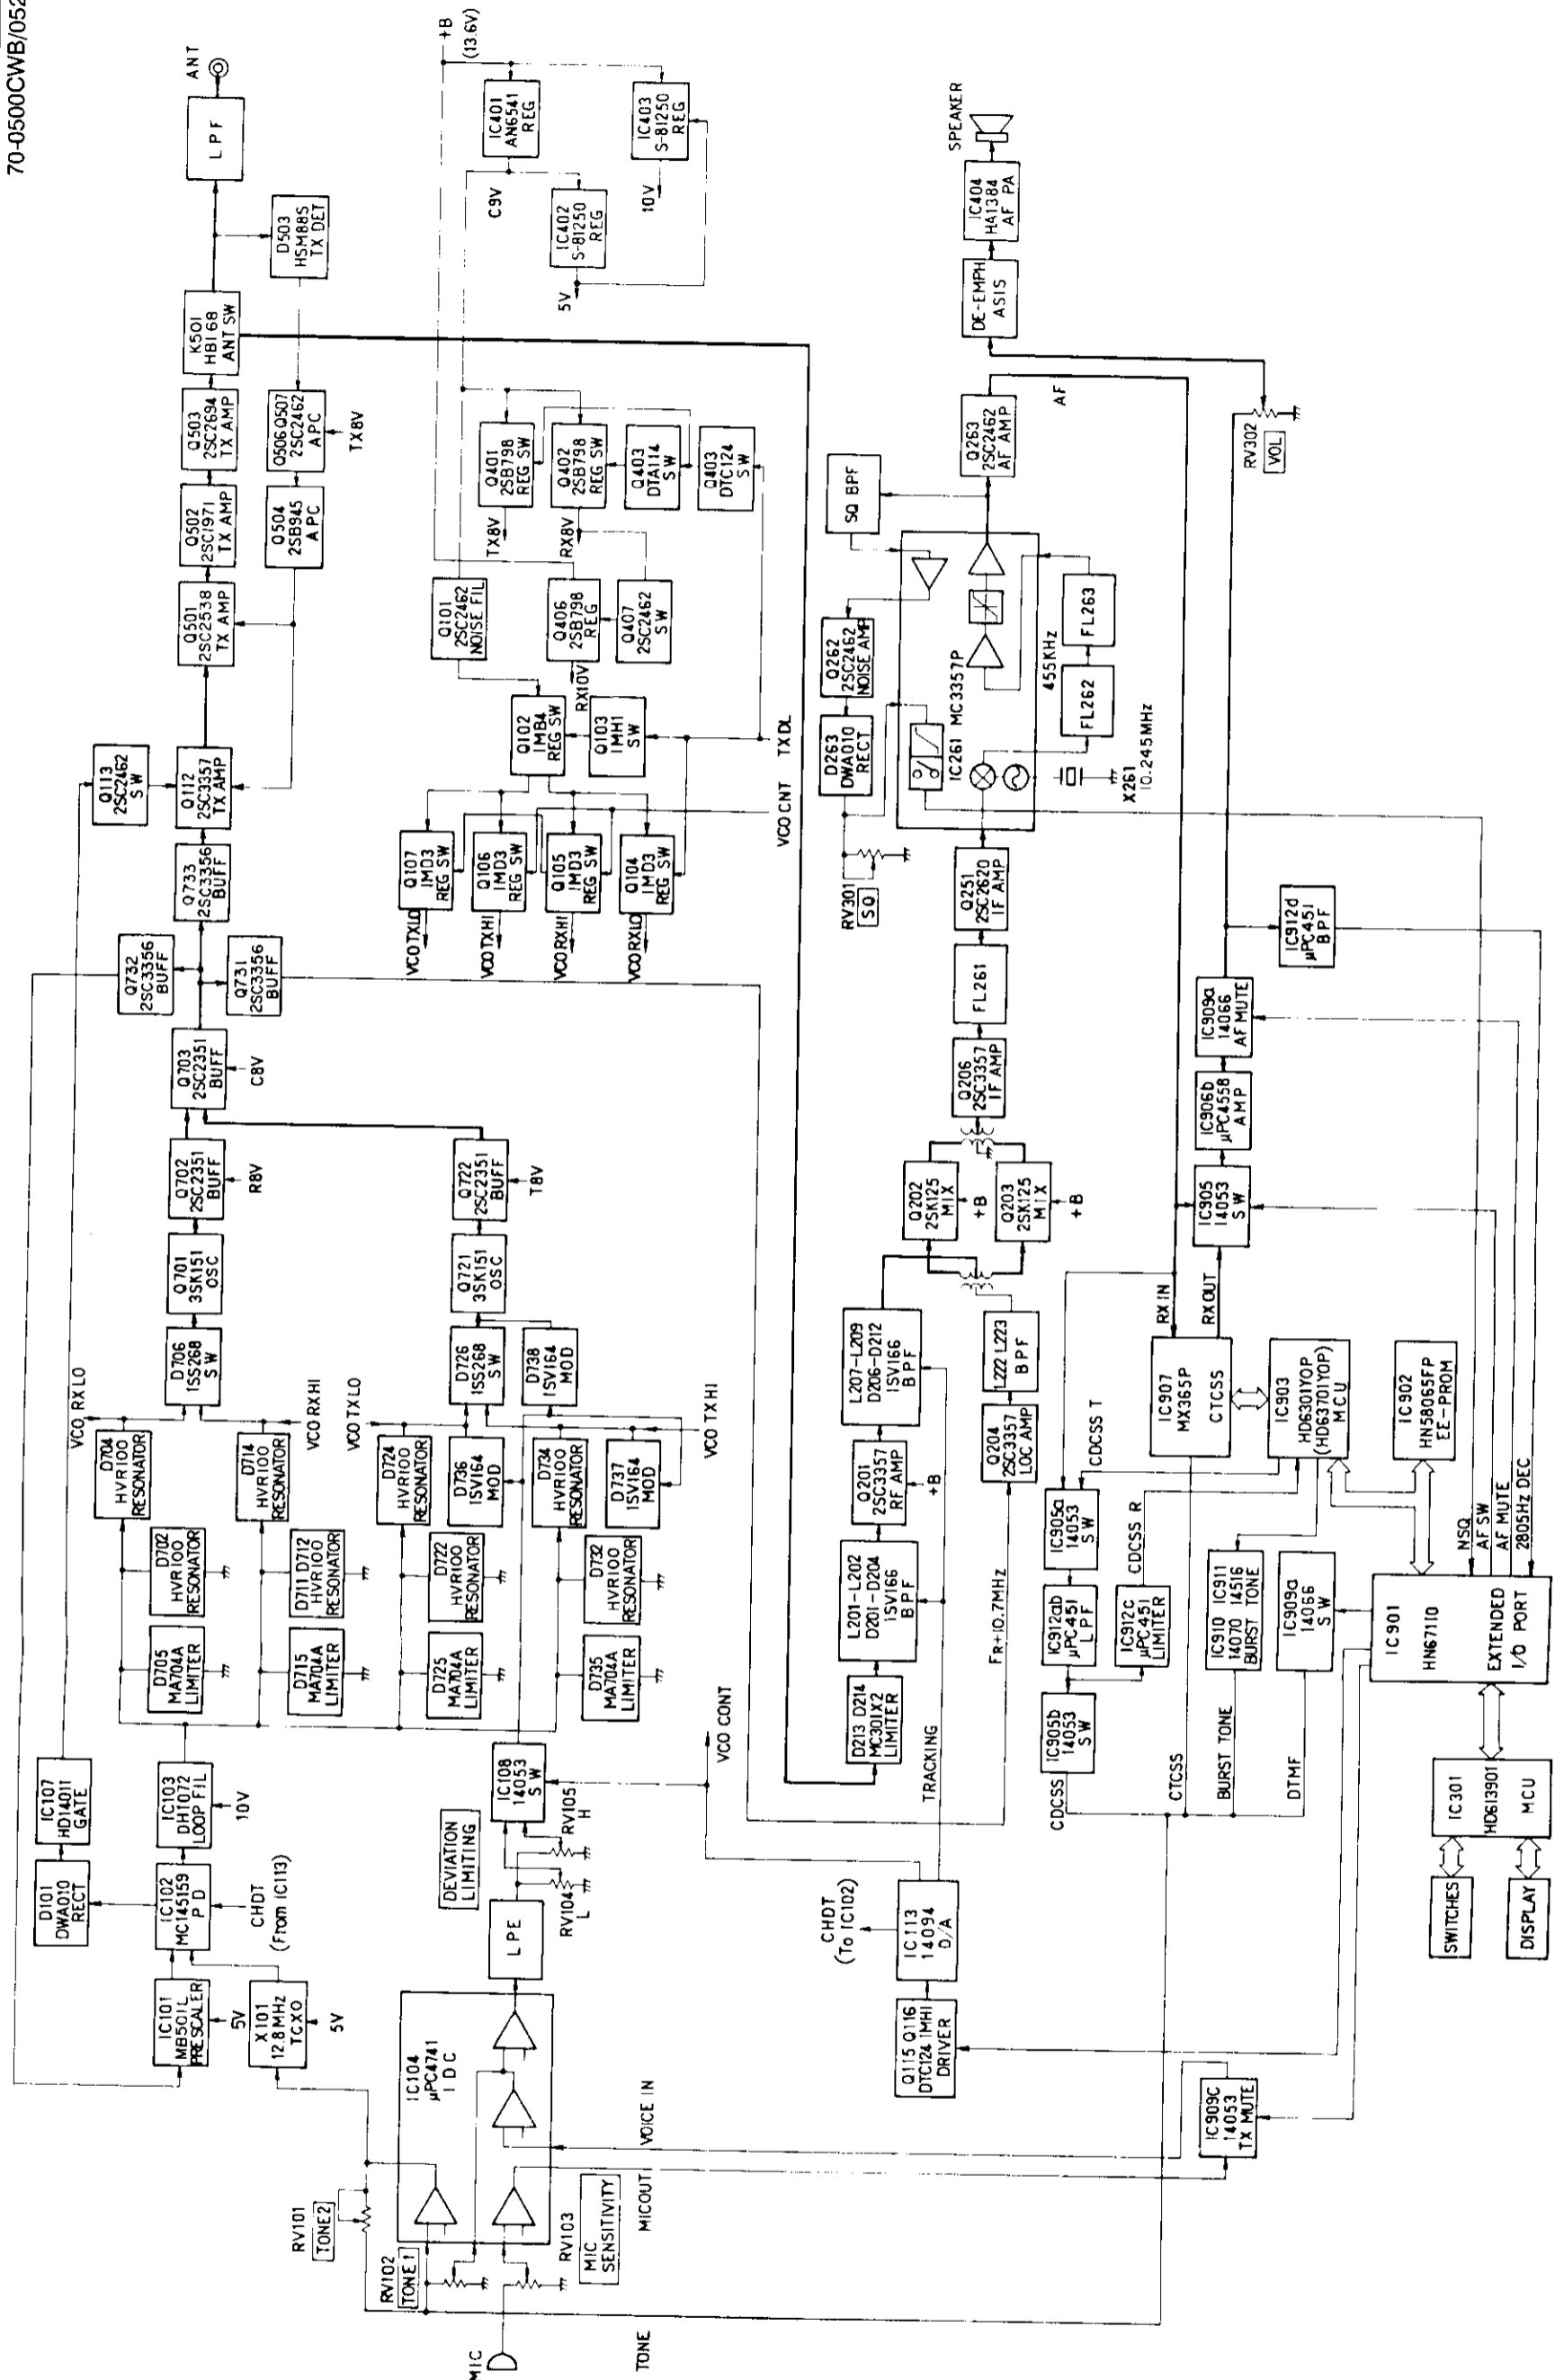 70-0500CWB/052
ANT
LPF
D503
HSM88S
TX DET
K501
HB168
ANT SW
Q503
2SC2694
TX AMP
Q506 Q507
2SC2462
APC
TX8V
Q502
2SC1971
TX AMP
Q504
2SB945
APC
Q501
2SC2538
TX AMP
Q113
2SC2462
SW
Q112
2SC3357
TX AMP
Q733
2SC3356
BUFF
Q732
2SC3356
BUFF
Q731
2SC3356
BUFF
Q703
2SC2351
BUFF
C8V
Q702
2SC2351
BUFF
R8V
Q722
2SC2351
BUFF
T8V
Q701
3SK151
OSC
Q721
3SK151
OSC
D706
1SS268
SW
D726
1SS268
SW
D738
1SV164
MOD
VCO RXLO
VCO RXHI
VCO TXLO
VCO TXHI
D704
HVR100
RESONATOR
D714
HVR100
RESONATOR
D724
HVR100
RESONATOR
D736
1SV164
MOD
D734
HVR100
RESONATOR
D737
1SV164
MOD
D702
HVR100
RESONATOR
D711 D712
HVR100
RESONATOR
D722
HVR100
RESONATOR
D732
HVR100
RESONATOR
D705
MA704A
LIMITER
D715
MA704A
LIMITER
D725
MA704A
LIMITER
D735
MA704A
LIMITER
IC107
HD14011
GATE
IC103
DH1072
LOOP FIL
10V
D101
DWA010
RECT
IC102
MC145159
PD
CHDT
(From IC113)
IC101
MB501L
PRESCALER
5V
X101
12.8MHz
TCXO
5V
IC108
14053
SW
DEVIATION
LIMITING
RV105
H
RV104
L
VCO CONT
LPE
IC104
µPC4741
IDC
RV101
TONE2
RV102
TONE1
RV103
MIC
SENSITIVITY
MICOUT1
VOICE IN
MIC
TONE
+B
(13.6V)
IC401
AN6541
REG
IC403
S-81250
REG
C9V
IC402
S-81250
REG
10V
5V
Q401
2SB798
REG SW
Q402
2SB798
REG SW
Q403
DTA114
SW
Q403
DTC124
SW
TX8V
RX8V
Q101
2SC2462
NOISE FIL
Q406
2SB798
REG
Q407
2SC2462
SW
RX10V
Q102
IMB4
REG SW
Q103
IMH1
SW
TXDL
VCO CNT
Q107
IMD3
REG SW
Q106
IMD3
REG SW
Q105
IMD3
REG SW
Q104
IMD3
REG SW
VCOTXLO
VCOTXHI
VCORXHI
VCORXLO
SPEAKER
IC404
HA1384
AF PA
DE-EMPH
ASIS
Q263
2SC2462
AF AMP
AF
RV302
VOL
SQ BPF
Q262
2SC2462
NOISE AMP
D263
DWA010
RECT
IC261 MC3357P
455KHz
FL263
FL262
X261
10.245MHz
RV301
SQ
Q251
2SC2620
IF AMP
FL261
Q206
2SC3357
IF AMP
Q202
2SK125
MIX
+B
Q203
2SK125
MIX
+B
L207-L209
D206-D212
1SV166
BPF
L222 L223
BPF
Q201
2SC3357
RF AMP
+B
Q204
2SC3357
LOC AMP
L201-L202
D201-D204
1SV166
BPF
FR+10.7MHz
D213 D214
MC301X2
LIMITER
TRACKING
IC113
14094
D/A
CHDT
(To IC102)
Q115 Q116
DTC124 IMH1
DRIVER
IC909C
14053
TX MUTE
IC912d
µPC451
BPF
IC909a
14066
AF MUTE
IC906b
µPC4558
AMP
IC905
14053
SW
RXIN
RXOUT
IC907
MX365P
CTCSS
IC903
HD6301YOP
(HD63701YOP)
MCU
IC902
HN58065FP
EE-PROM
CDCSS T
CDCSS R
IC905a
14053
SW
IC912ab
µPC451
LPF
IC912C
µPC451
LIMITER
IC905b
14053
SW
IC910 IC911
14070 14516
BURST TONE
IC909a
14066
SW
NSQ
AF SW
AF MUTE
2805Hz DEC
IC901
HN67110
EXTENDED
I/O PORT
CDCSS
CTCSS
BURST TONE
DTMF
IC301
HD613901
MCU
SWITCHES
DISPLAY